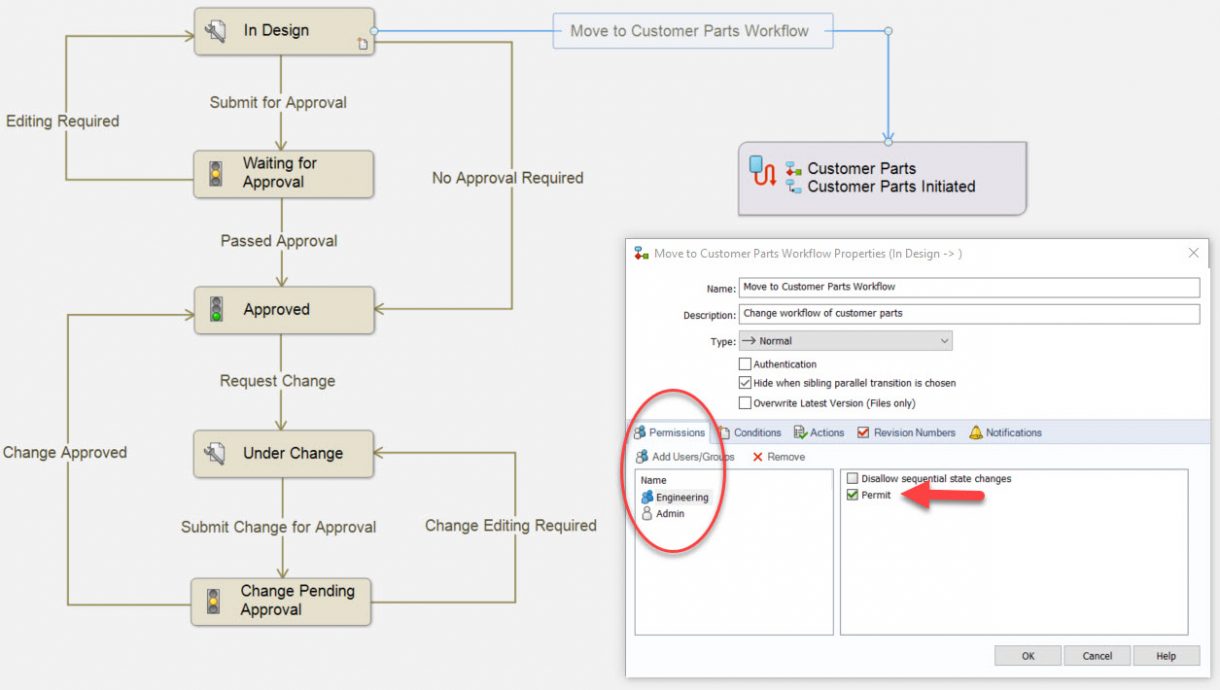 In Design
Move to Customer Parts Workflow
Submit for Approval
Editing Required
Waiting for
Approval
No Approval Required
Customer Parts
Customer Parts Initiated
Passed Approval
Approved
Request Change
Change Approved
Under Change
Submit Change for Approval
Change Editing Required
Change Pending
Approval
Move to Customer Parts Workflow Properties (In Design -> )
Name: Move to Customer Parts Workflow
Description: Change workflow of customer parts
Type: Normal
Authentication
Hide when sibling parallel transition is chosen
Overwrite Latest Version (Files only)
Permissions Conditions Actions Revision Numbers Notifications
Add Users/Groups Remove
Name
Engineering
Admin
Disallow sequential state changes
Permit
OK Cancel Help